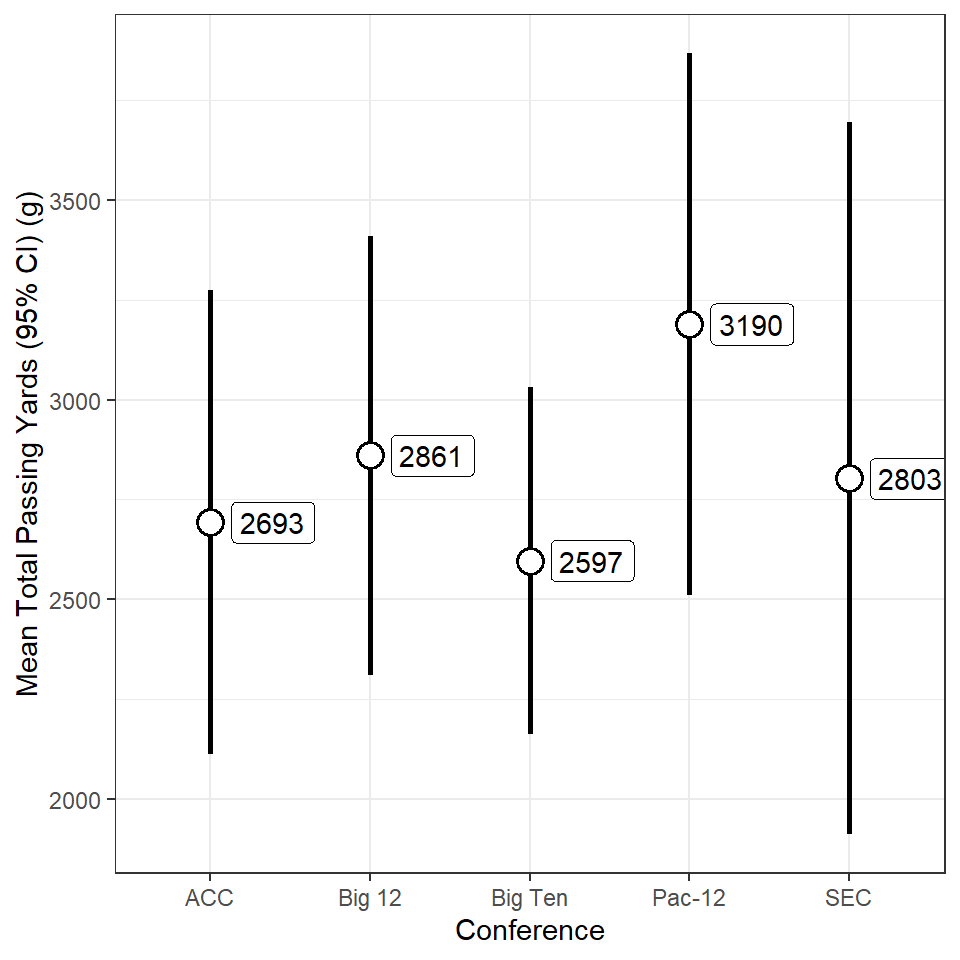 Mean Total Passing Yards (95% CI) (g)
3500
3000
2500
2000
2693
2861
2597
3190
2803
ACC
Big 12
Big Ten
Pac-12
SEC
Conference